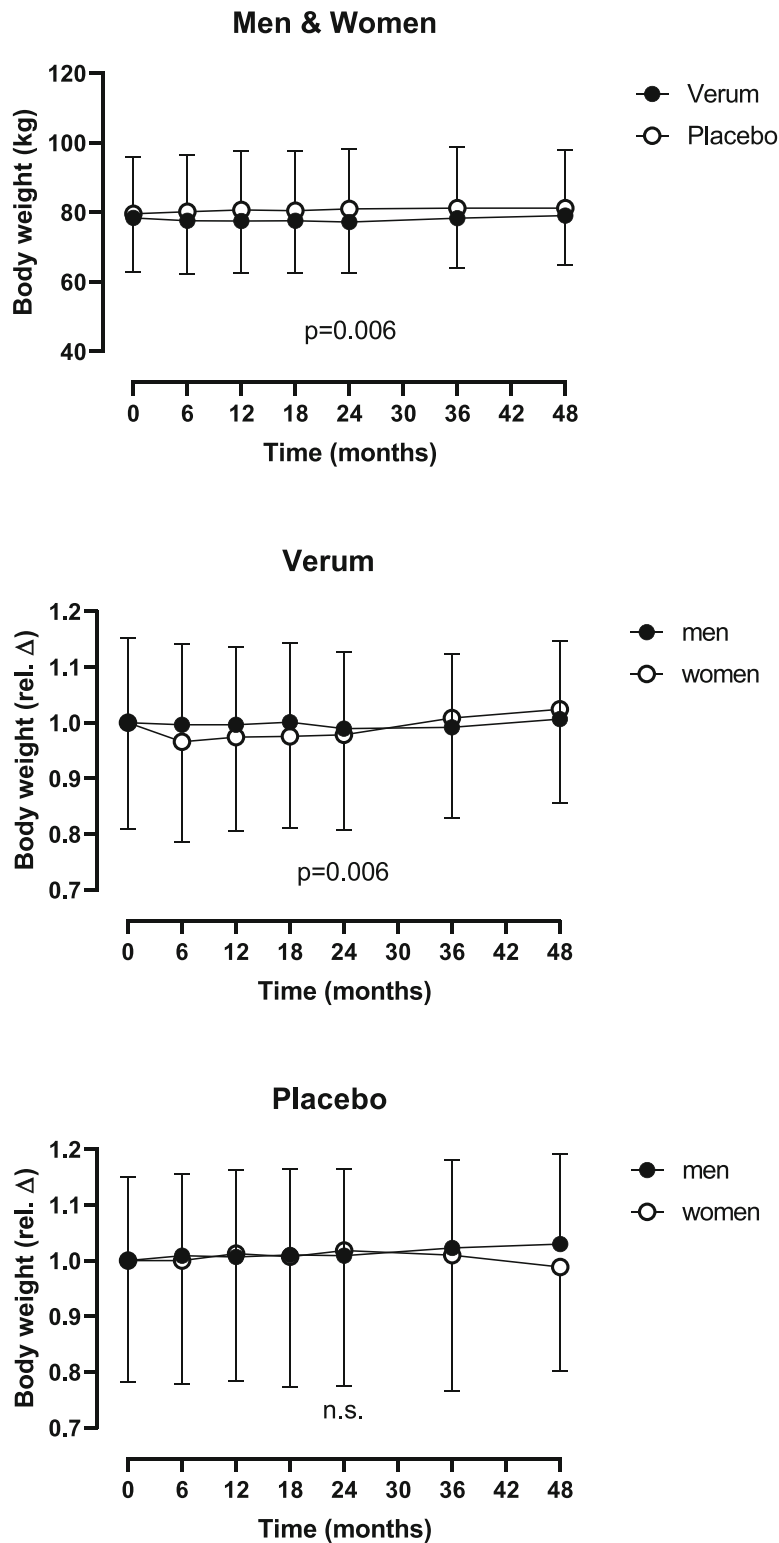 Men & Women
120
100
80
60
40
Body weight (kg)
Verum
Placebo
p=0.006
0 6 12 18 24 30 36 42 48
Time (months)
Verum
1.2
1.1
1.0
0.9
0.8
0.7
Body weight (rel. Δ)
men
women
p=0.006
0 6 12 18 24 30 36 42 48
Time (months)
Placebo
1.2
1.1
1.0
0.9
0.8
0.7
Body weight (rel. Δ)
men
women
n.s.
0 6 12 18 24 30 36 42 48
Time (months)